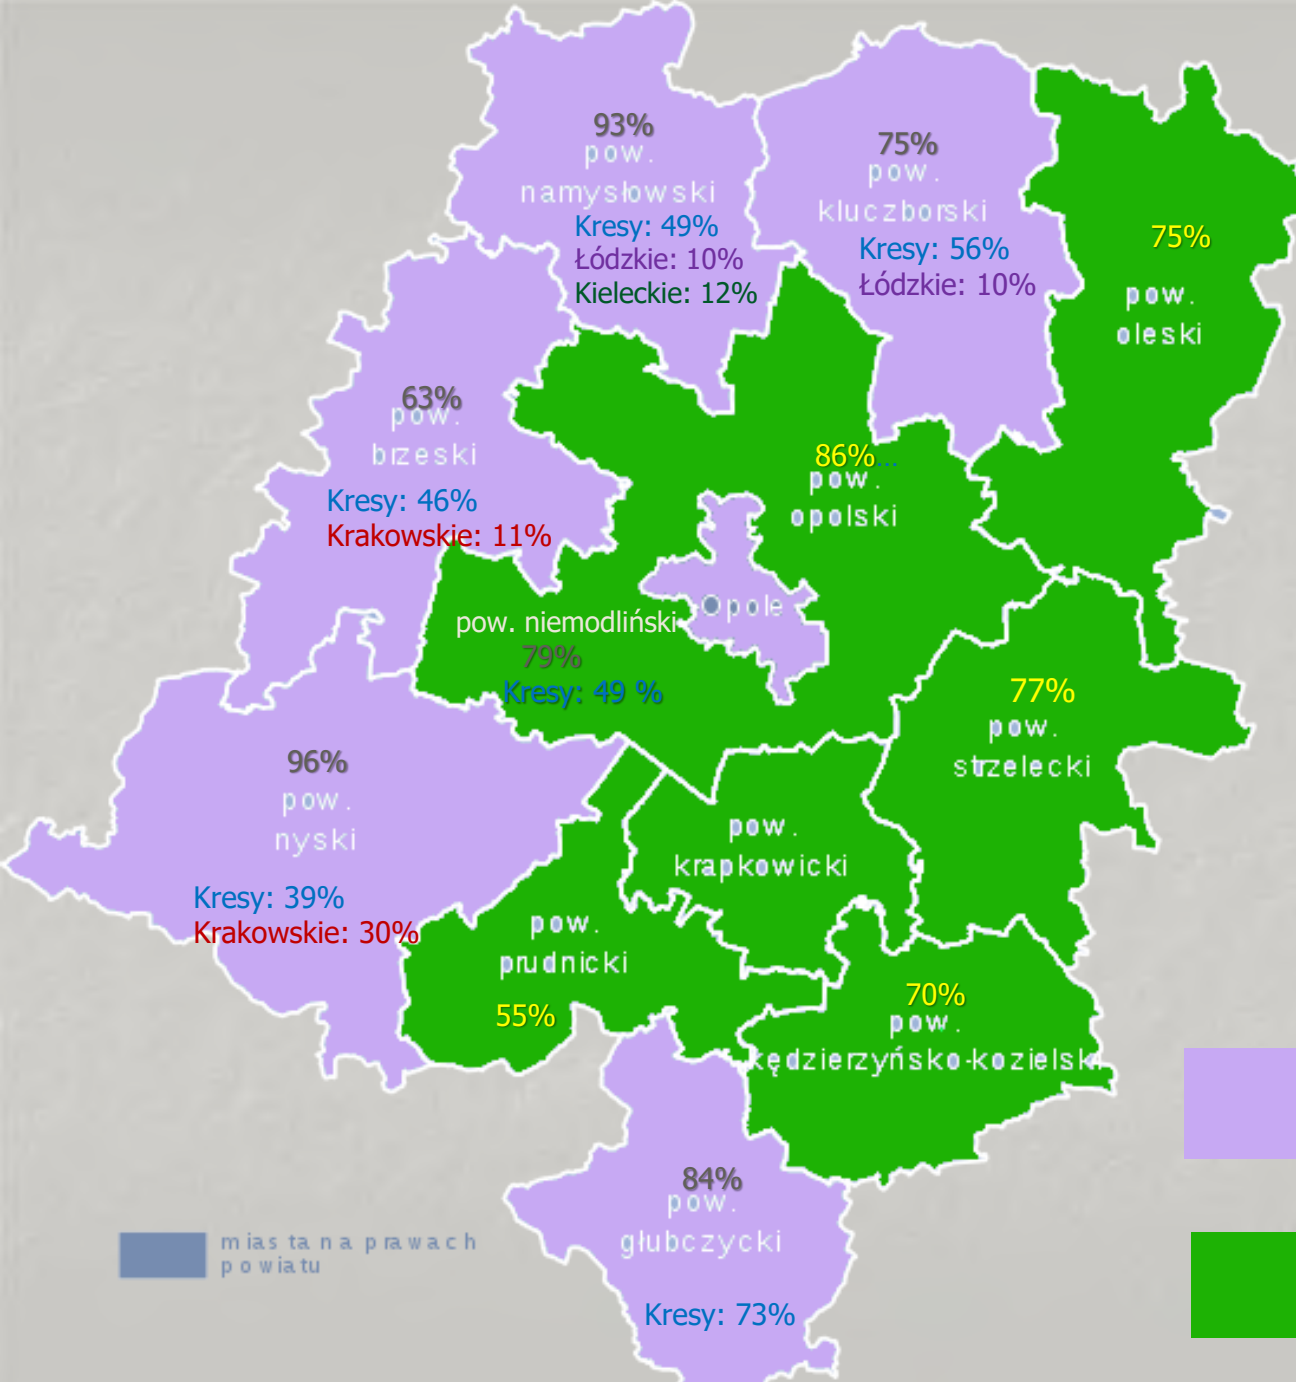 93%
pow.
namysłowski
Kresy: 49%
Łódzkie: 10%
Kieleckie: 12%
75%
pow.
kluczborski
Kresy: 56%
Łódzkie: 10%
75%
pow.
oleski
63%
pow.
brzeski
Kresy: 46%
Krakowskie: 11%
86%...
pow.
opolski
Opole
pow. niemodliński
79%
Kresy: 49 %
77%
pow.
strzelecki
96%
pow.
nyski
Kresy: 39%
Krakowskie: 30%
pow.
krapkowicki
pow.
prudnicki
55%
70%
pow.
kędzierzyńsko-kozielski
84%
pow.
głubczycki
Kresy: 73%
miasta na prawach
powiatu